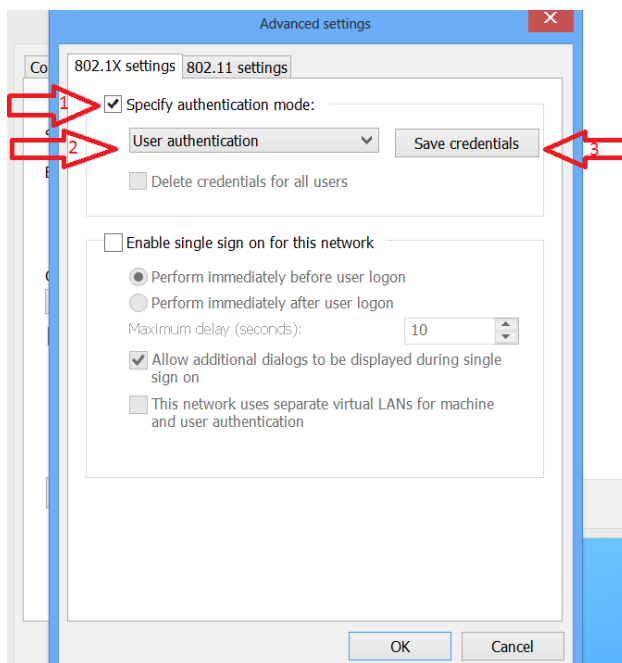 Advanced settings
Co
802.1X settings 802.11 settings
1
Specify authentication mode:
2
User authentication
Save credentials
3
Delete credentials for all users
Enable single sign on for this network
Perform immediately before user logon
Perform immediately after user logon
Maximum delay (seconds):
10
Allow additional dialogs to be displayed during single
sign on
This network uses separate virtual LANs for machine
and user authentication
OK
Cancel